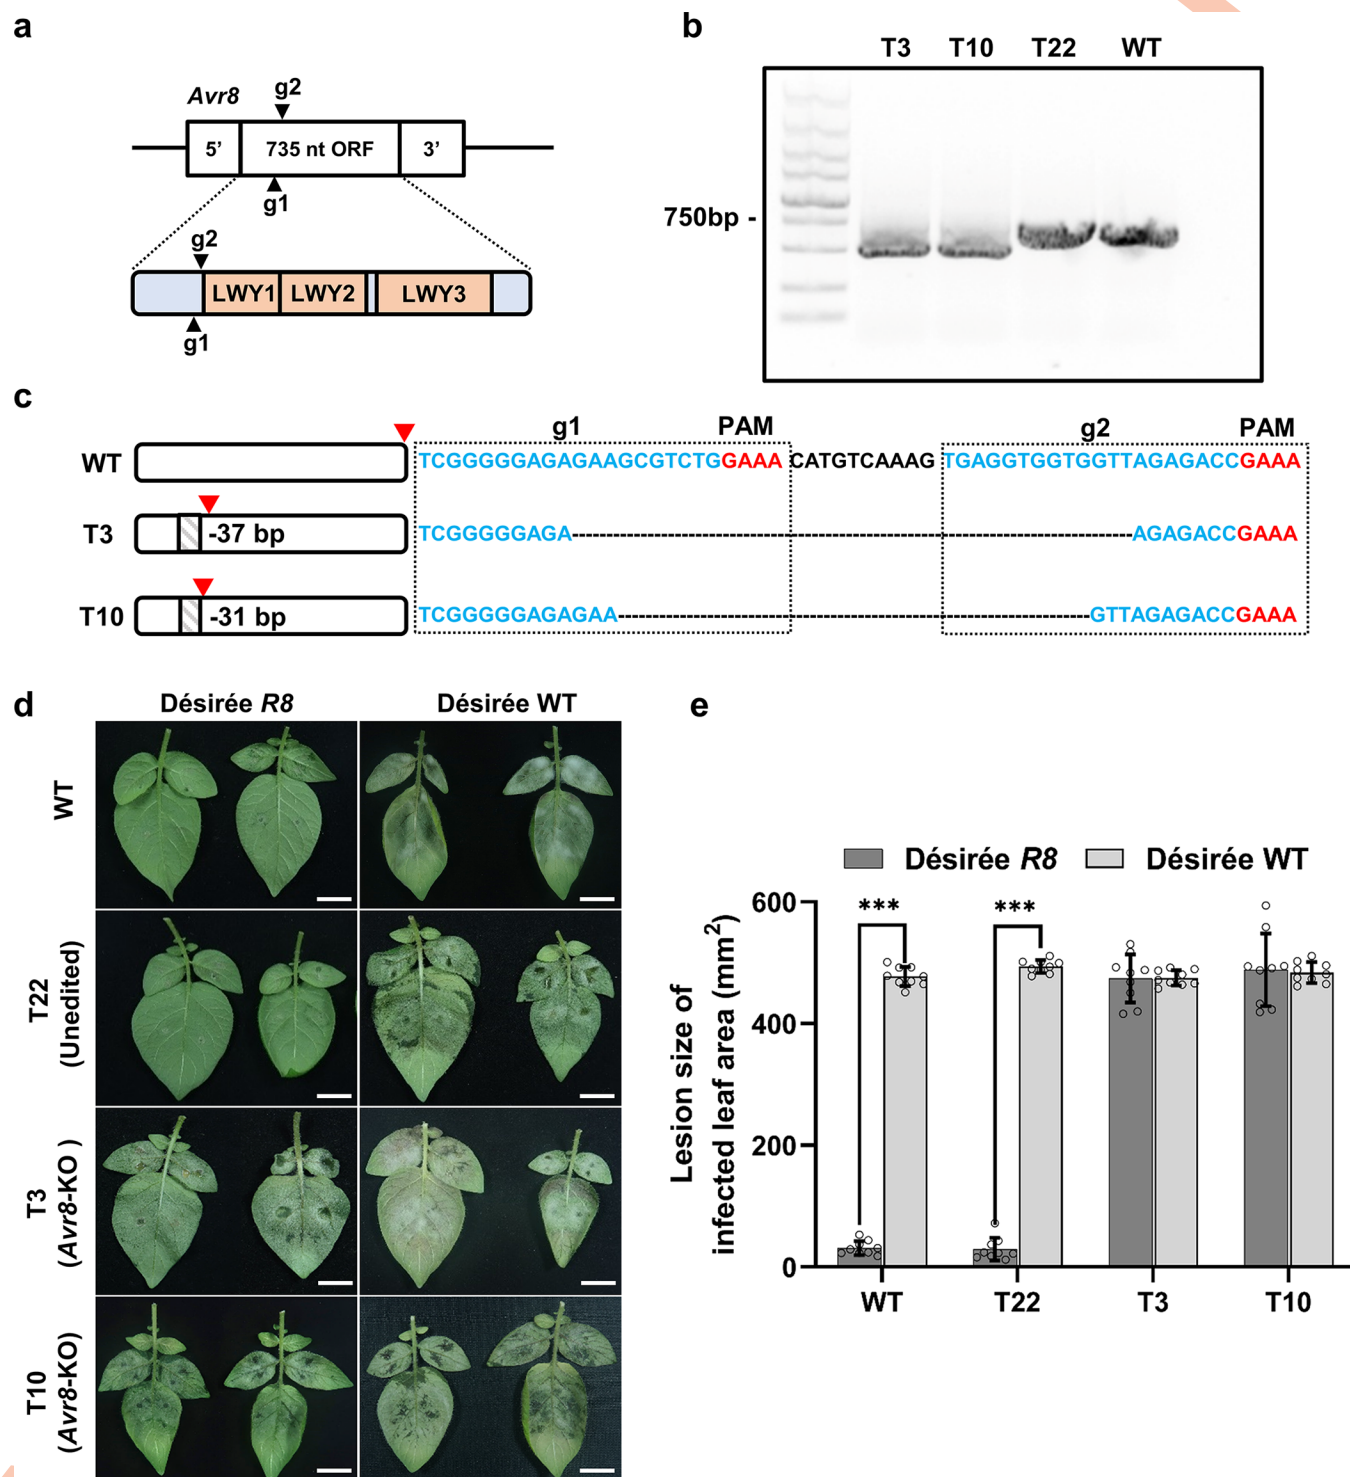 a
Avr8
g2
5’
735 nt ORF
3’
g1
g2
LWY1
LWY2
LWY3
g1
b
T3
T10
T22
WT
750bp -
c
g1
PAM
g2
PAM
WT
TCGGGGGAGAGAAGCGTCTGGAAACATGTCAAAGTGAGGTGGTGGTTAGAGACCGAAA
T3
-37 bp
TCGGGGGAGA
AGAGACCGAAA
T10
-31 bp
TCGGGGGAGAGAA
GTTAGAGACCGAAA
d
Désirée R8
Désirée WT
WT
T22
(Unedited)
T3
(Avr8-KO )
T10
(Avr8-KO)
e
Désirée R8
Désirée WT
Lesion size of
infected leaf area (mm²)
600
400
200
0
***
***
WT
T22
T3
T10